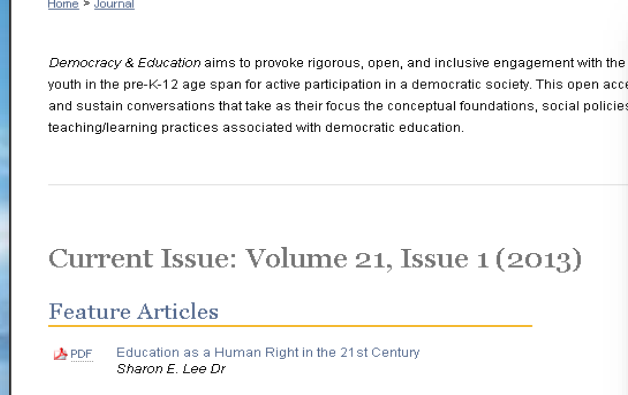 Home > Journal
Democracy & Education aims to provoke rigorous, open, and inclusive engagement with the
youth in the pre-K-12 age span for active participation in a democratic society. This open acce
and sustain conversations that take as their focus the conceptual foundations, social policies
teaching/learning practices associated with democratic education.
Current Issue: Volume 21, Issue 1 (2013)
Feature Articles
PDF Education as a Human Right in the 21st Century
Sharon E. Lee Dr